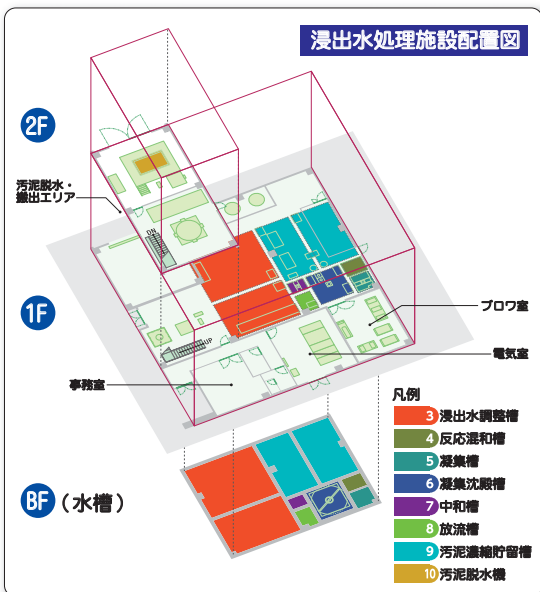 浸出水処理施設配置図
2F
汚泥脱水・
搬出エリア
DN
1F
UP
ブロワ室
電気室
事務室
凡例
3 浸出水調整槽
4 反応混和槽
5 凝集槽
6 凝集沈殿槽
7 中和槽
8 放流槽
9 汚泥濃縮貯留槽
10 汚泥脱水機
BF（水槽）